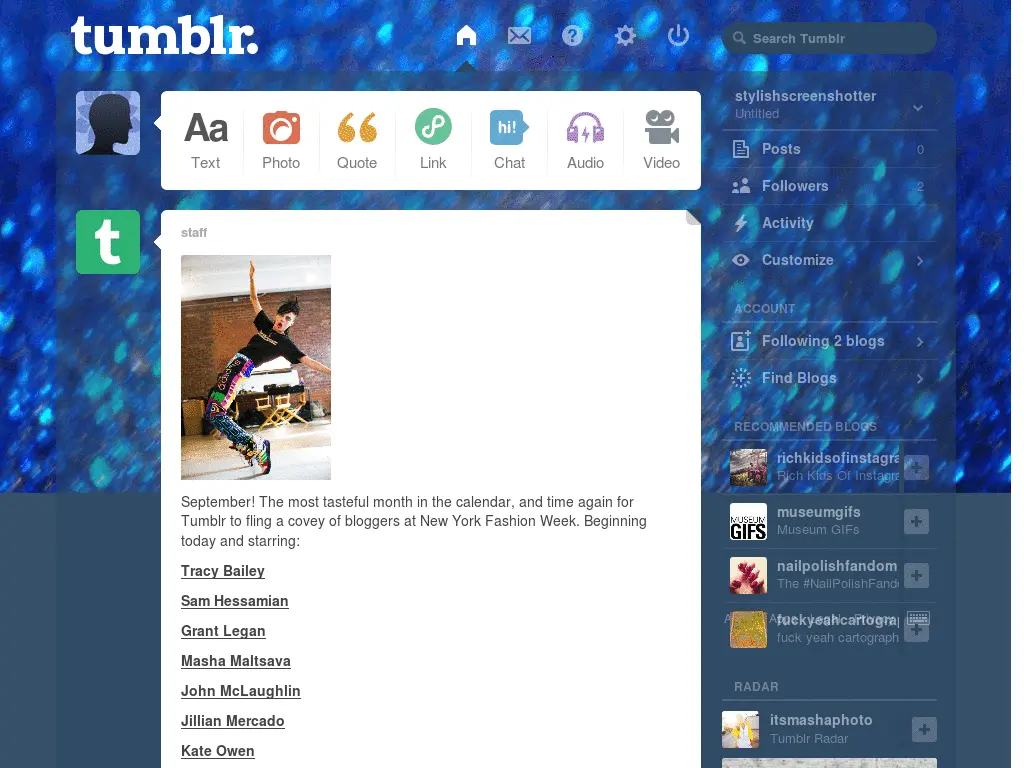 tumblr.
Search Tumblr
Aa
Text
Photo
Quote
Link
hi!
Chat
Audio
Video
t
staff
September! The most tasteful month in the calendar, and time again for
Tumblr to fling a covey of bloggers at New York Fashion Week. Beginning
today and starring:
Tracy Bailey
Sam Hessamian
Grant Legan
Masha Maltsava
John McLaughlin
Jillian Mercado
Kate Owen
stylishscreenshotter
Untitled
Posts 0
Followers 2
Activity
Customize
ACCOUNT
Following 2 blogs
Find Blogs
RECOMMENDED BLOGS
richkidsofinstagra
Rich Kids Of Instagra
MUSEUM
GIFS
museumgifs
Museum GIFs
nailpolishfandom
The #NailPolishFand
fuckyeahcartogra
fuck yeah cartograph
Legal Privacy
RADAR
itsmashaphoto
Tumblr Radar